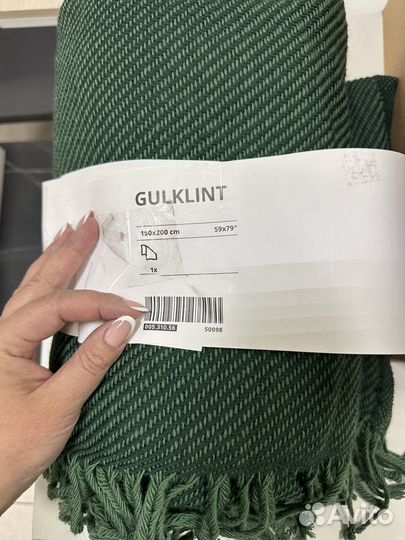 GULKLINT
150x200 cm 59x79"
1x
005.310.56 50098
Avito